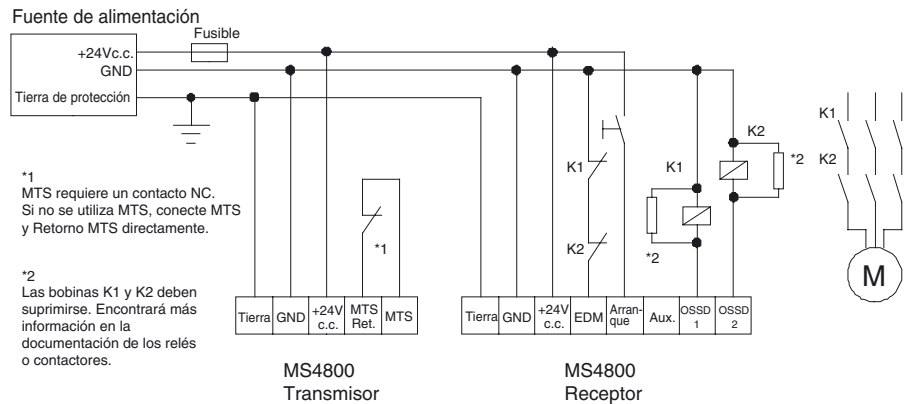 Fuente de alimentación
Fusible
+24Vc.c.
GND
Tierra de protección
*1
MTS requiere un contacto NC.
Si no se utiliza MTS, conecte MTS
y Retorno MTS directamente.
*2
Las bobinas K1 y K2 deben
suprimirse. Encontrará más
información en la
documentación de los relés
o contactores.
*1
K1
K2
K1
*2
K2
*2
K1
K2
M
Tierra
GND
+24V
c.c.
MTS
Ret.
MTS
Tierra
GND
+24V
c.c.
EDM
Arran-
que
Aux.
OSSD
1
OSSD
2
MS4800
Transmisor
MS4800
Receptor